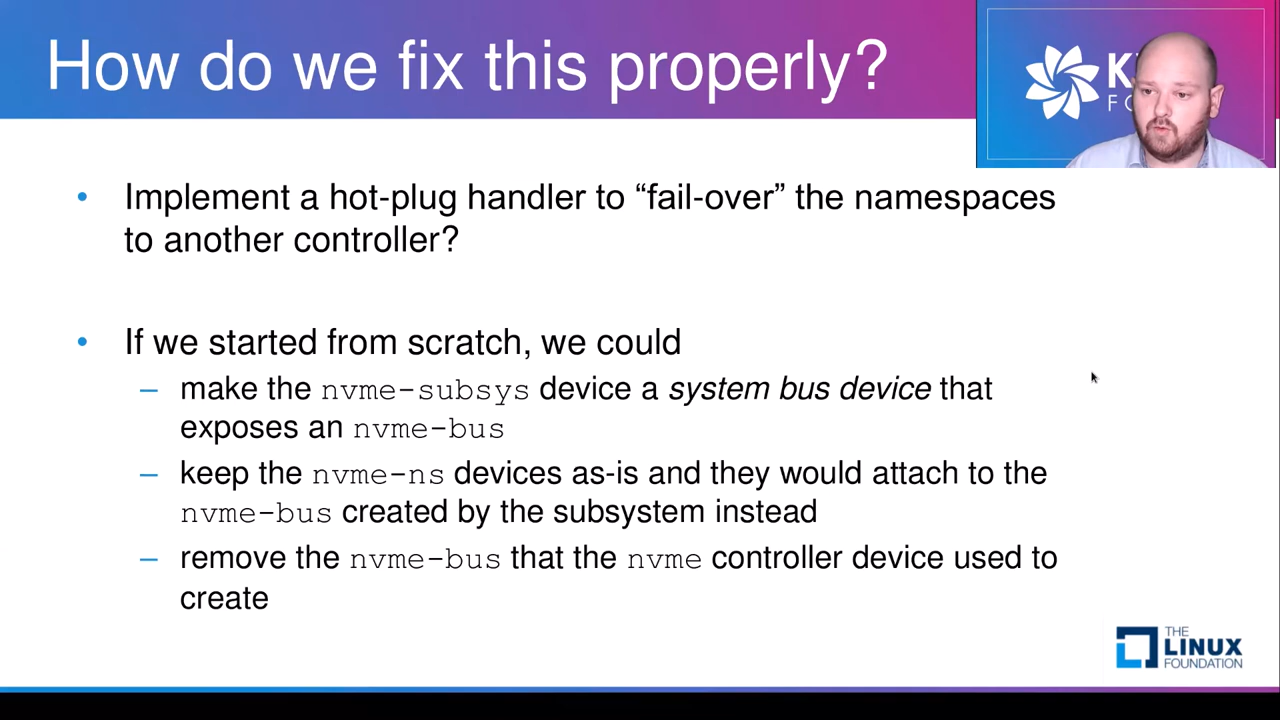 How do we fix this properly?
• Implement a hot-plug handler to “fail-over” the namespaces
to another controller?
• If we started from scratch, we could
– make the nvme-subsys device a system bus device that
exposes an nvme-bus
– keep the nvme-ns devices as-is and they would attach to the
nvme-bus created by the subsystem instead
– remove the nvme-bus that the nvme controller device used to
create
THE
LINUX
FOUNDATION